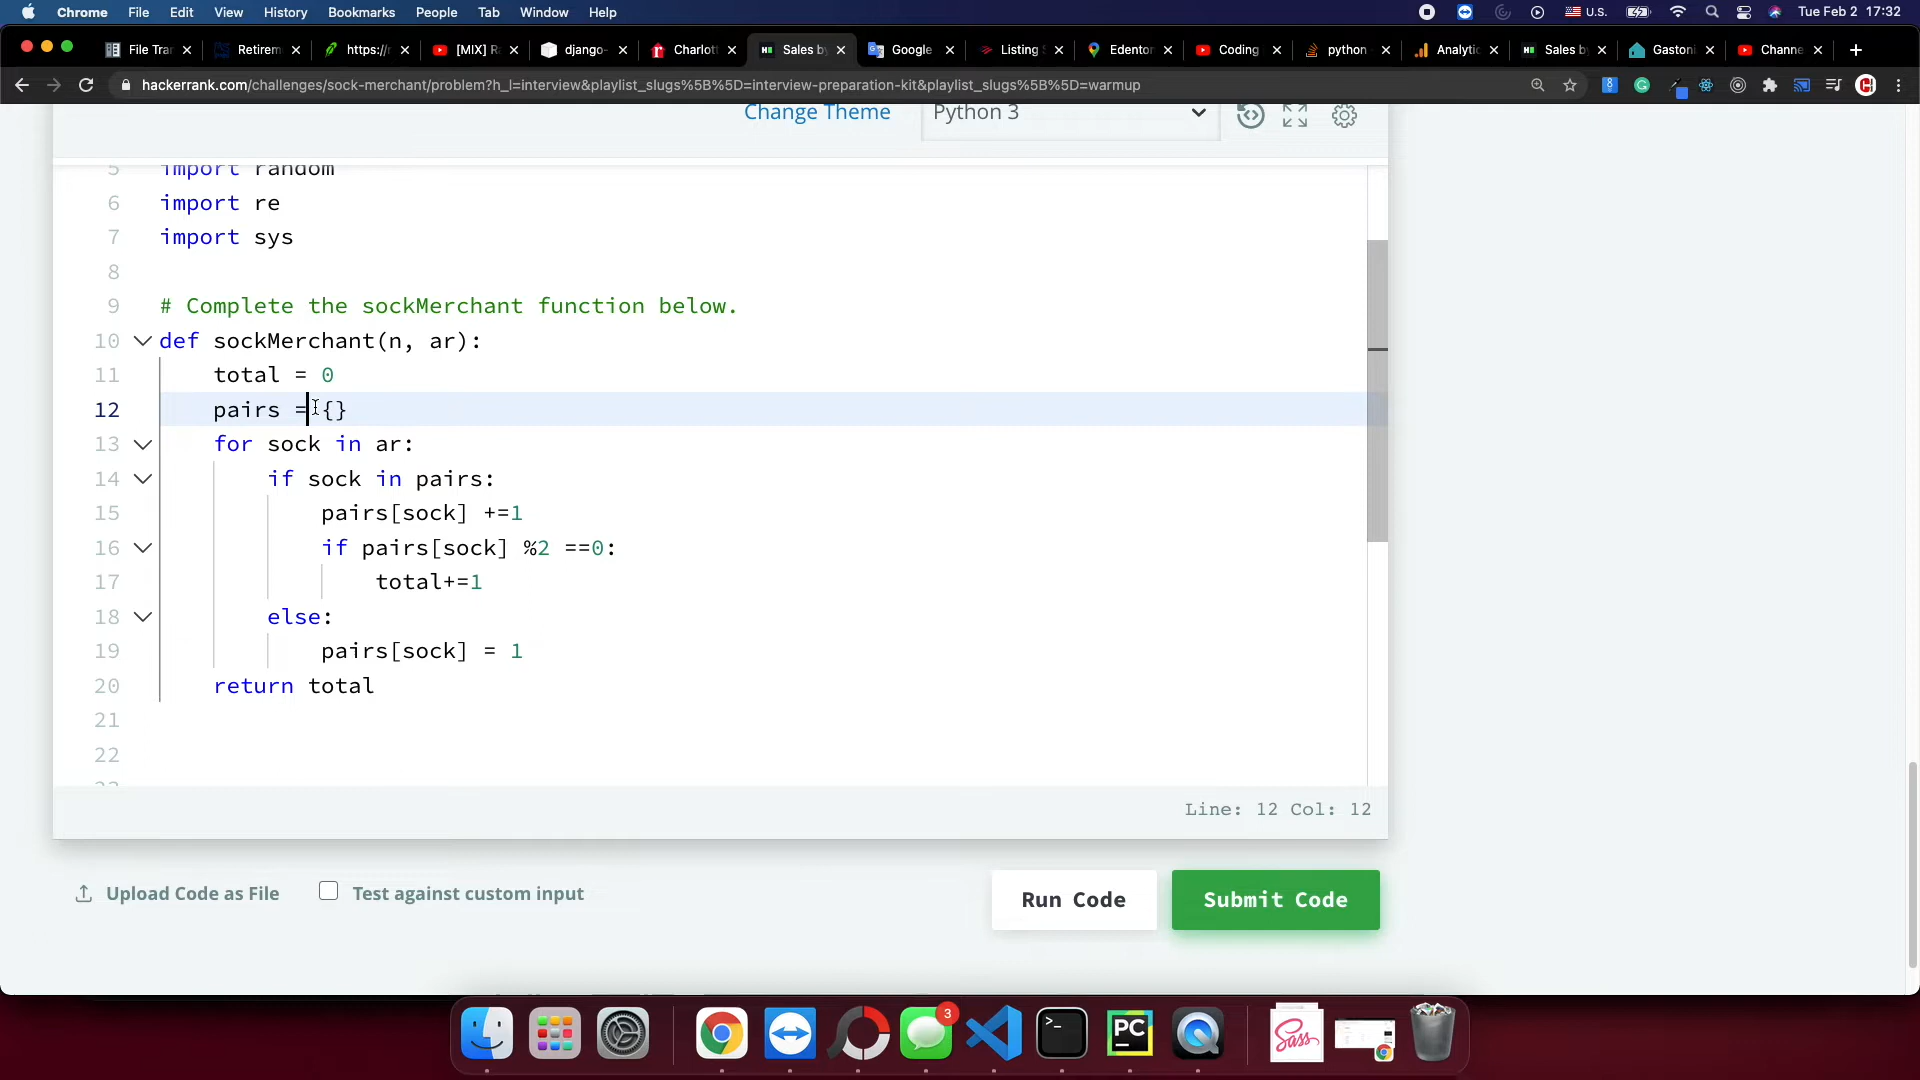 Chrome File Edit View History Bookmarks People Tab Window Help U.S. Tue Feb 2 17:32
File Tra Retirem https://r [MIX] R django- Charlott Sales by Google Listing Edento Coding python Analytic Sales by Gaston Channe
hackerrank.com/challenges/sock-merchant/problem?h_l=interview&playlist_slugs%5B%5D=interview-preparation-kit&playlist_slugs%5B%5D=warmup
Change Theme Python 3
5 import random
6 import re
7 import sys
8
9 # Complete the sockMerchant function below.
10 def sockMerchant(n, ar):
11 total = 0
12 pairs = {}
13 for sock in ar:
14 if sock in pairs:
15 pairs[sock] +=1
16 if pairs[sock] %2 ==0:
17 total+=1
18 else:
19 pairs[sock] = 1
20 return total
21
22
Line: 12 Col: 12
Upload Code as File Test against custom input Run Code Submit Code
3
PC
Sass